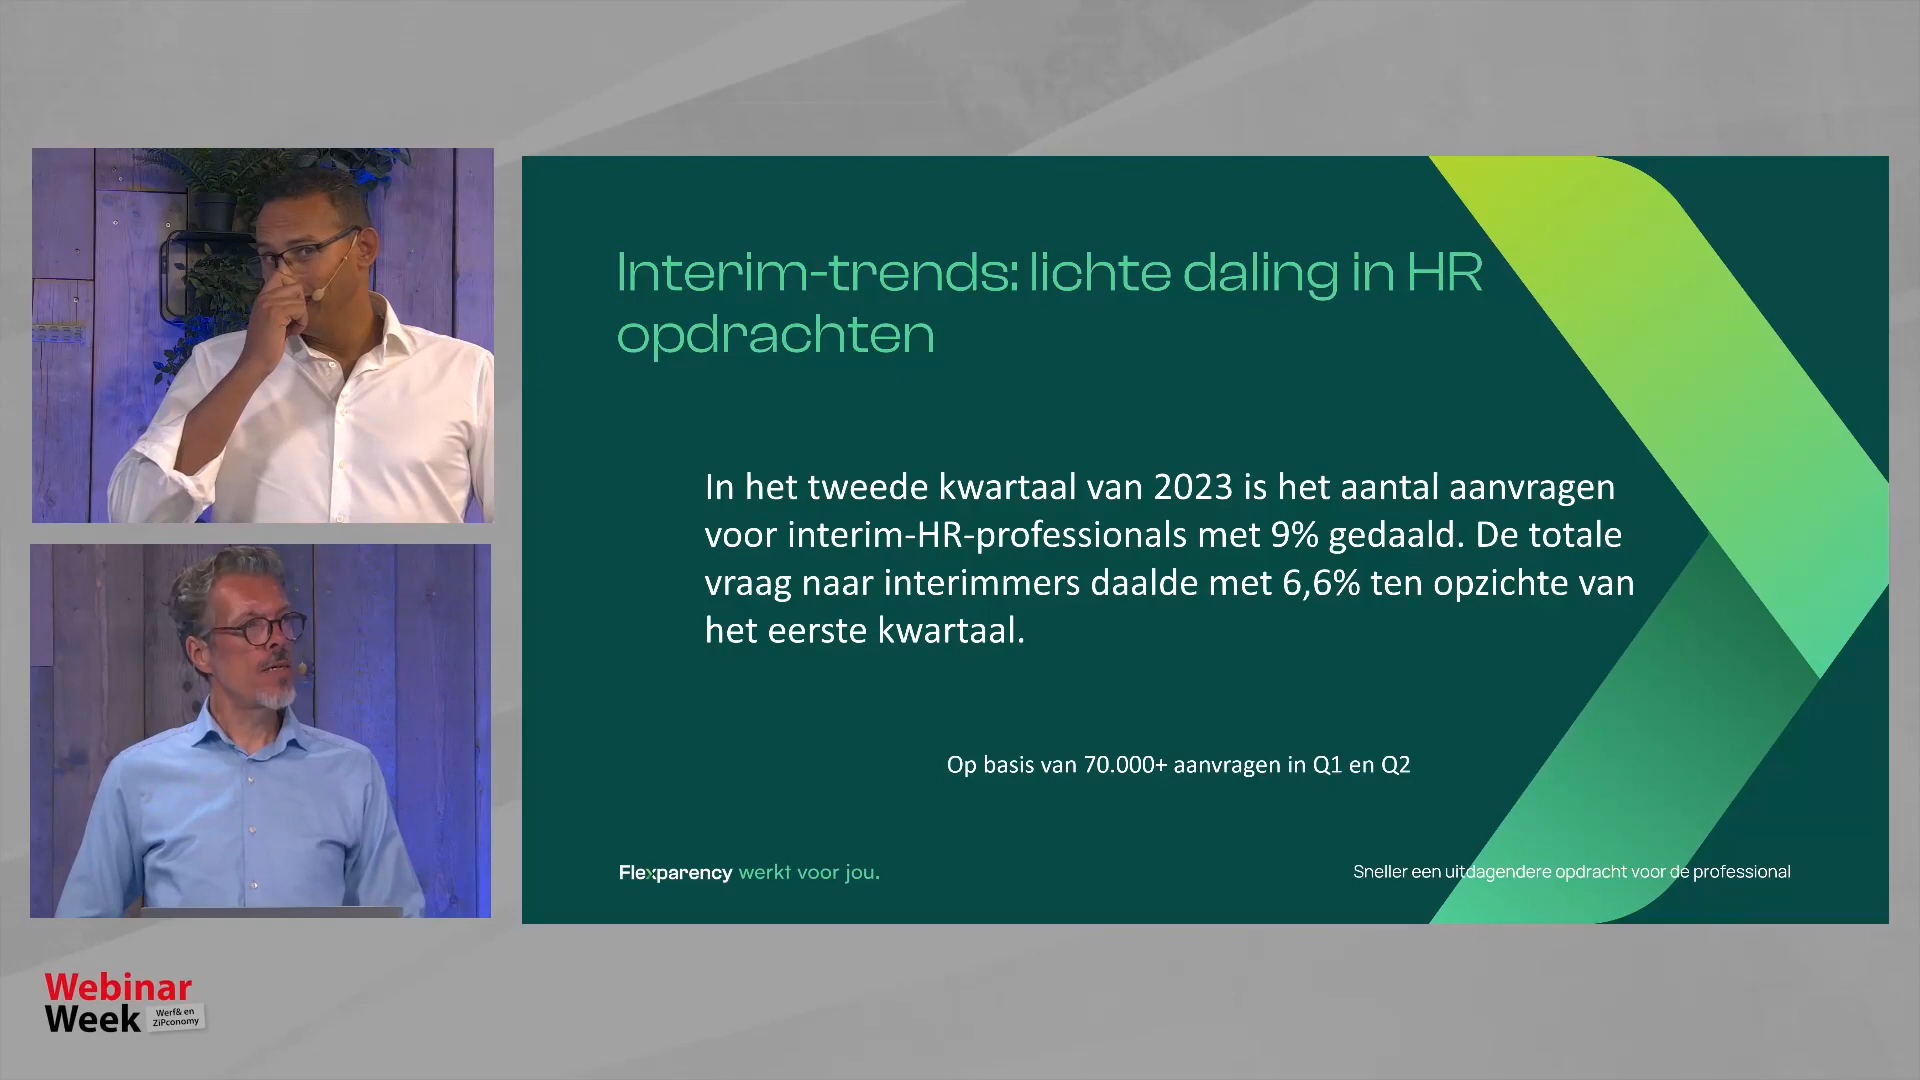 Interim-trends: lichte daling in HR
opdrachten
In het tweede kwartaal van 2023 is het aantal aanvragen
voor interim-HR-professionals met 9% gedaald. De totale
vraag naar interimmers daalde met 6,6% ten opzichte van
het eerste kwartaal.
Op basis van 70.000+ aanvragen in Q1 en Q2
Flexparency werkt voor jou.
Sneller een uitdagendere opdracht voor de professional
Webinar
Week
Werf& en
ZiPconomy